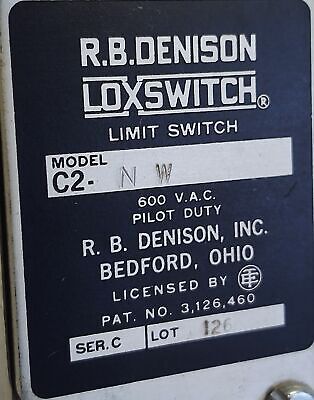 R.B.DENISON
LOXSWITCH®
LIMIT SWITCH
MODEL
C2- N W
600 V.A.C.
PILOT DUTY
R. B. DENISON, INC.
BEDFORD, OHIO
LICENSED BY
PAT. NO. 3,126,460
SER. C LOT 126